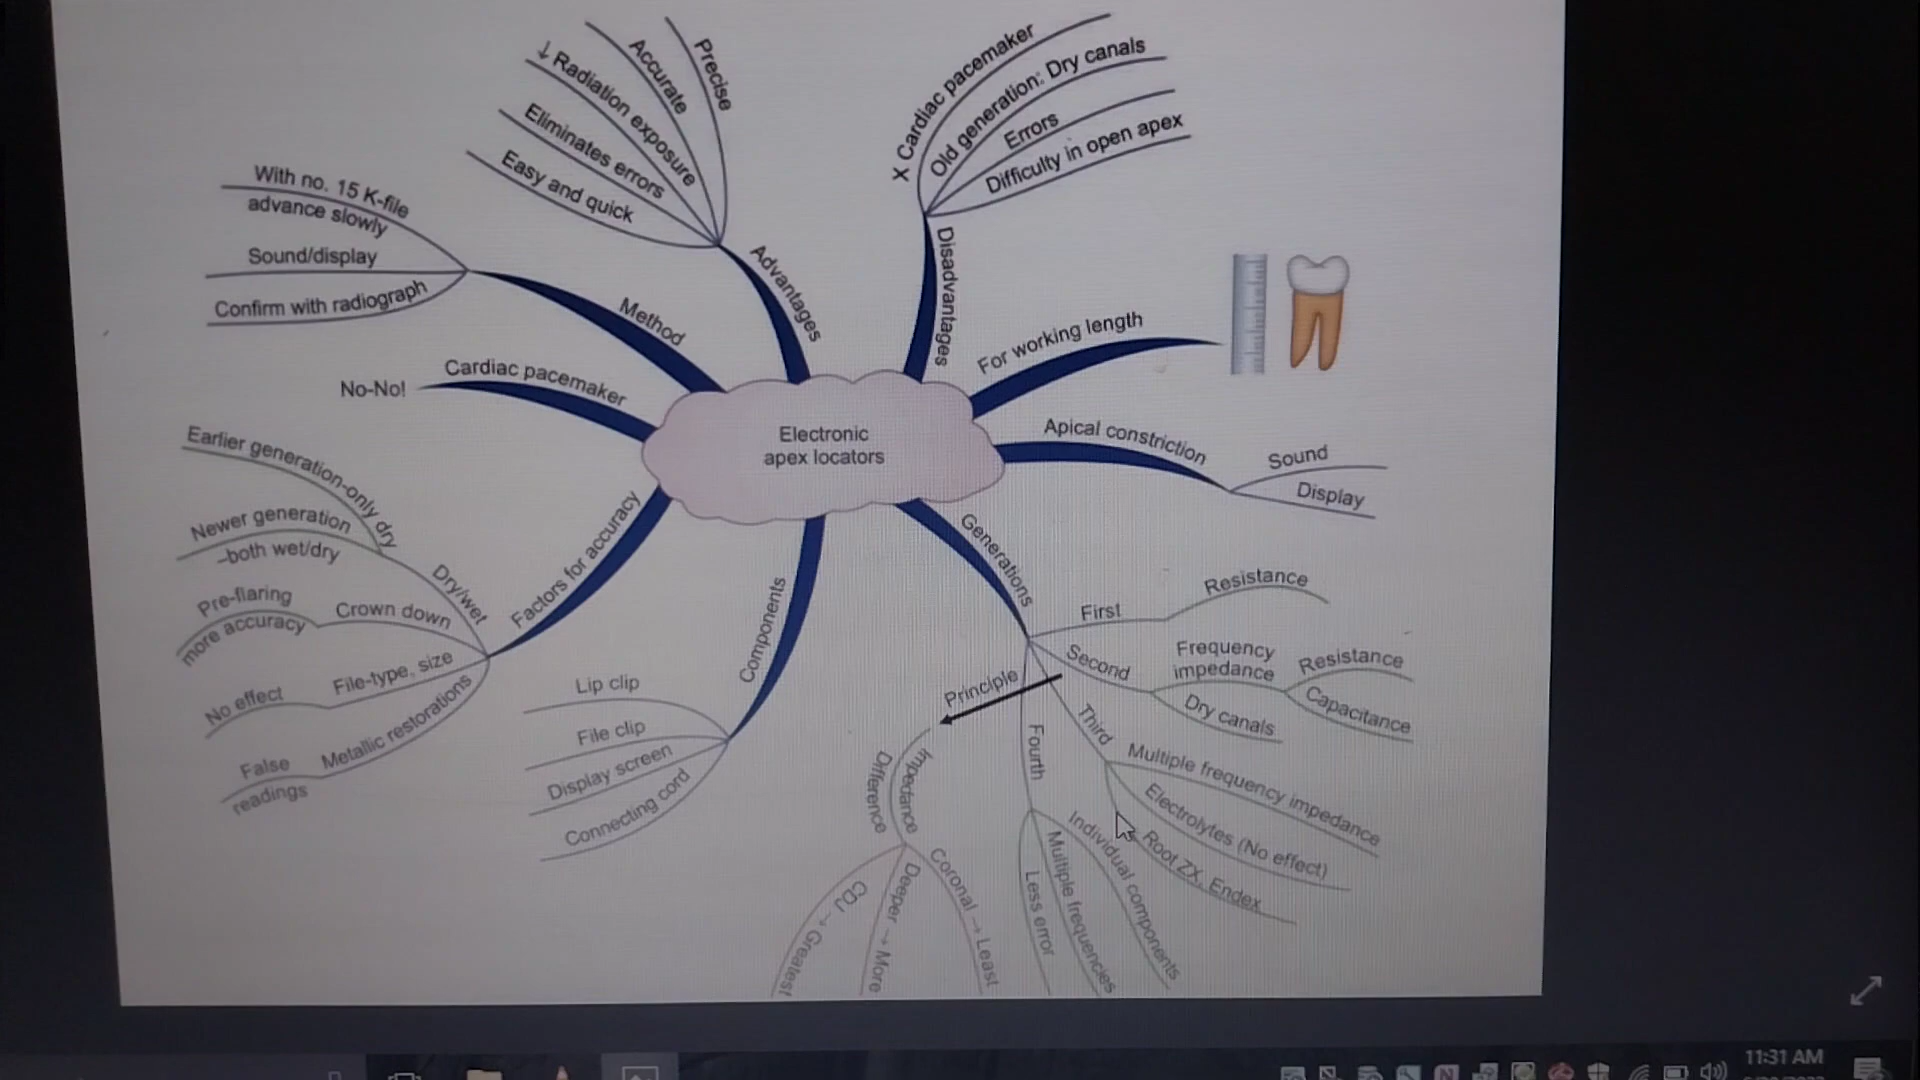 Electronic
apex locators
Advantages
Precise
Accurate
↓ Radiation exposure
Eliminates errors
Easy and quick
Disadvantages
X Cardiac pacemaker
Old generation: Dry canals
Errors
Difficulty in open apex
For working length
Apical constriction
Sound
Display
Generations
First
Resistance
Second
Frequency
impedance
Resistance
Capacitance
Dry canals
Third
Multiple frequency impedance
Electrolytes (No effect)
Root ZX, Endex
Fourth
Individual components
Multiple frequencies
Less error
Principle
Impedance
Difference
Coronal → Least
Deeper → More
CDJ → Greatest
Components
Lip clip
File clip
Display screen
Connecting cord
Factors for accuracy
Dry/wet
Earlier generation-only dry
Newer generation
–both wet/dry
Crown down
Pre-flaring
more accuracy
File-type, size
No effect
Metallic restorations
False
readings
Cardiac pacemaker
No-No!
Method
With no. 15 K-file
advance slowly
Sound/display
Confirm with radiograph
11:31 AM